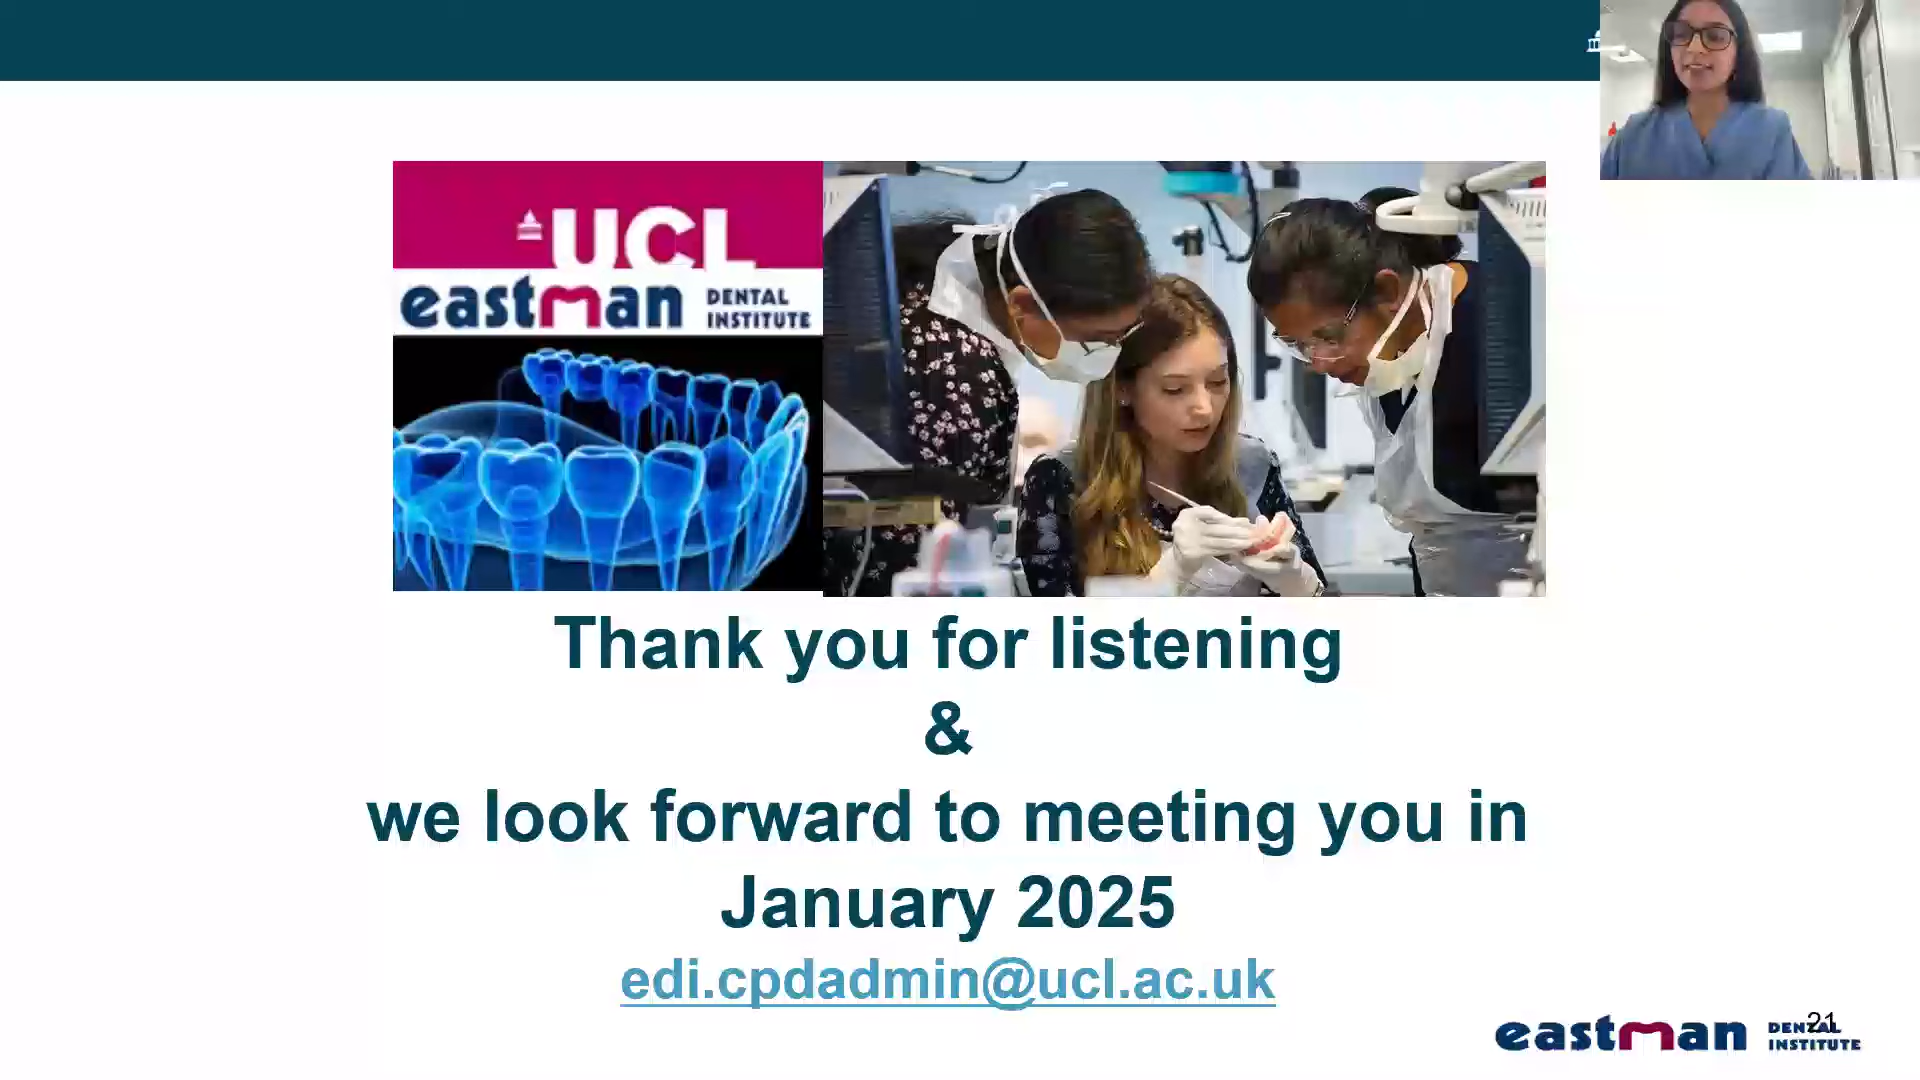 UCL
eastman DENTAL
INSTITUTE
Thank you for listening
&
we look forward to meeting you in
January 2025
edi.cpdadmin@ucl.ac.uk
21
eastman DENTAL
INSTITUTE